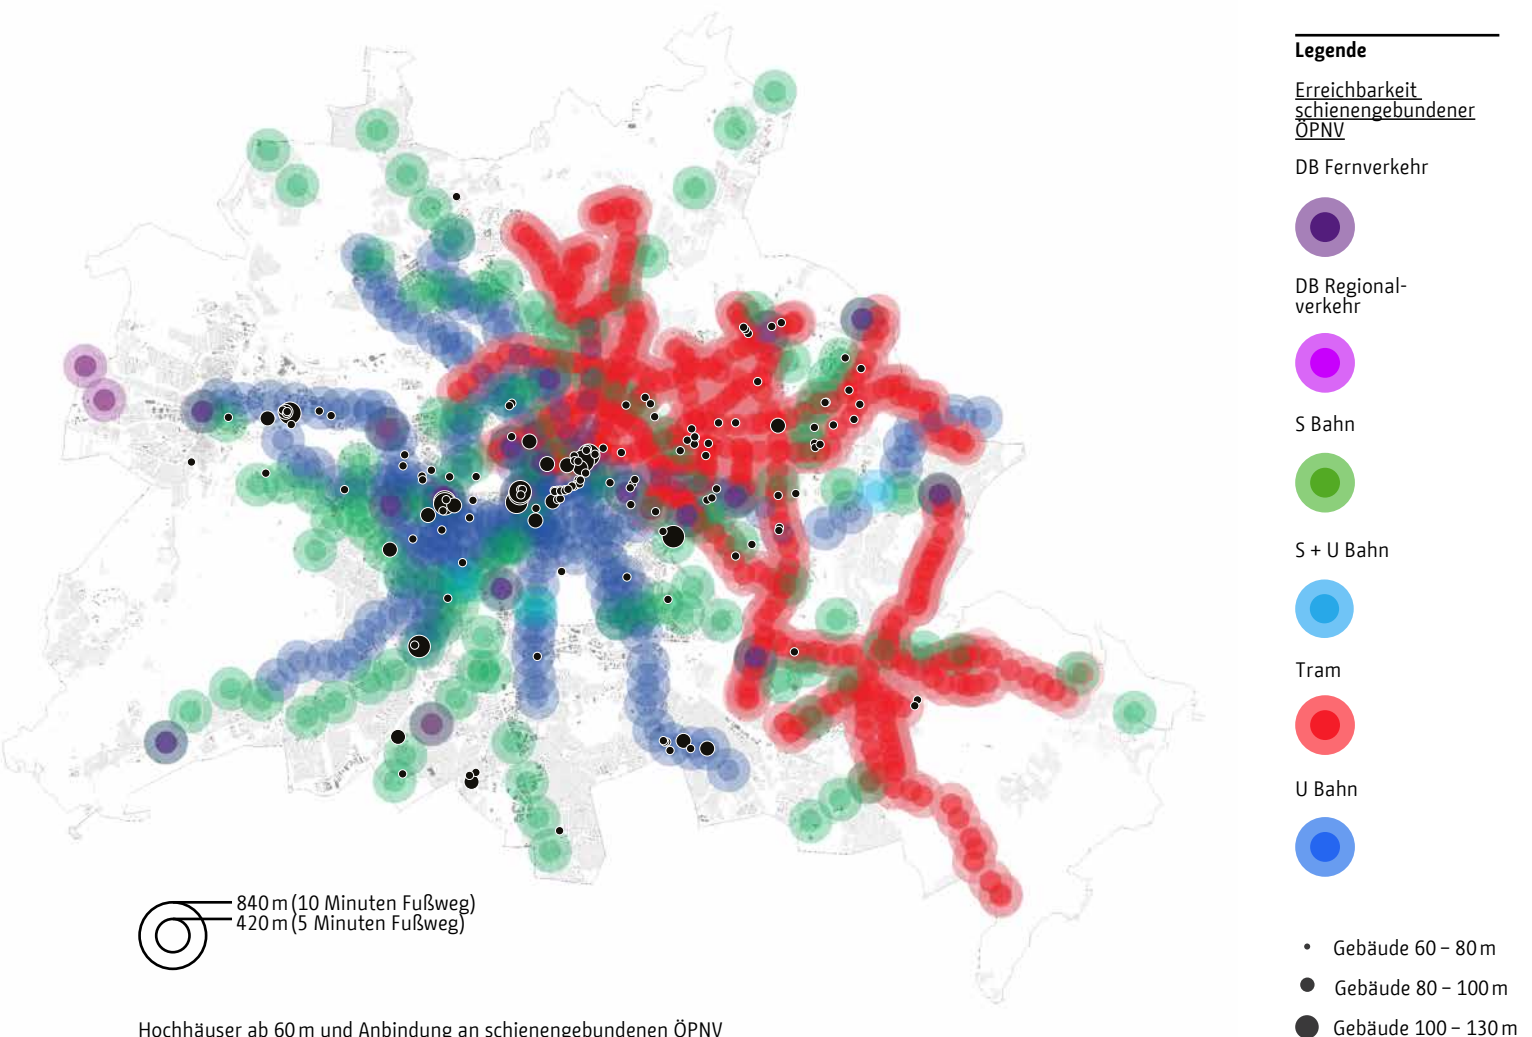 Legende
Erreichbarkeit
schienengebundener
ÖPNV
DB Fernverkehr
DB Regional-
verkehr
S Bahn
S + U Bahn
Tram
U Bahn
840 m (10 Minuten Fußweg)
420 m (5 Minuten Fußweg)
Gebäude 60 – 80 m
Gebäude 80 – 100 m
Gebäude 100 – 130 m
Hochhäuser ab 60 m und Anbindung an schienengebundenen ÖPNV